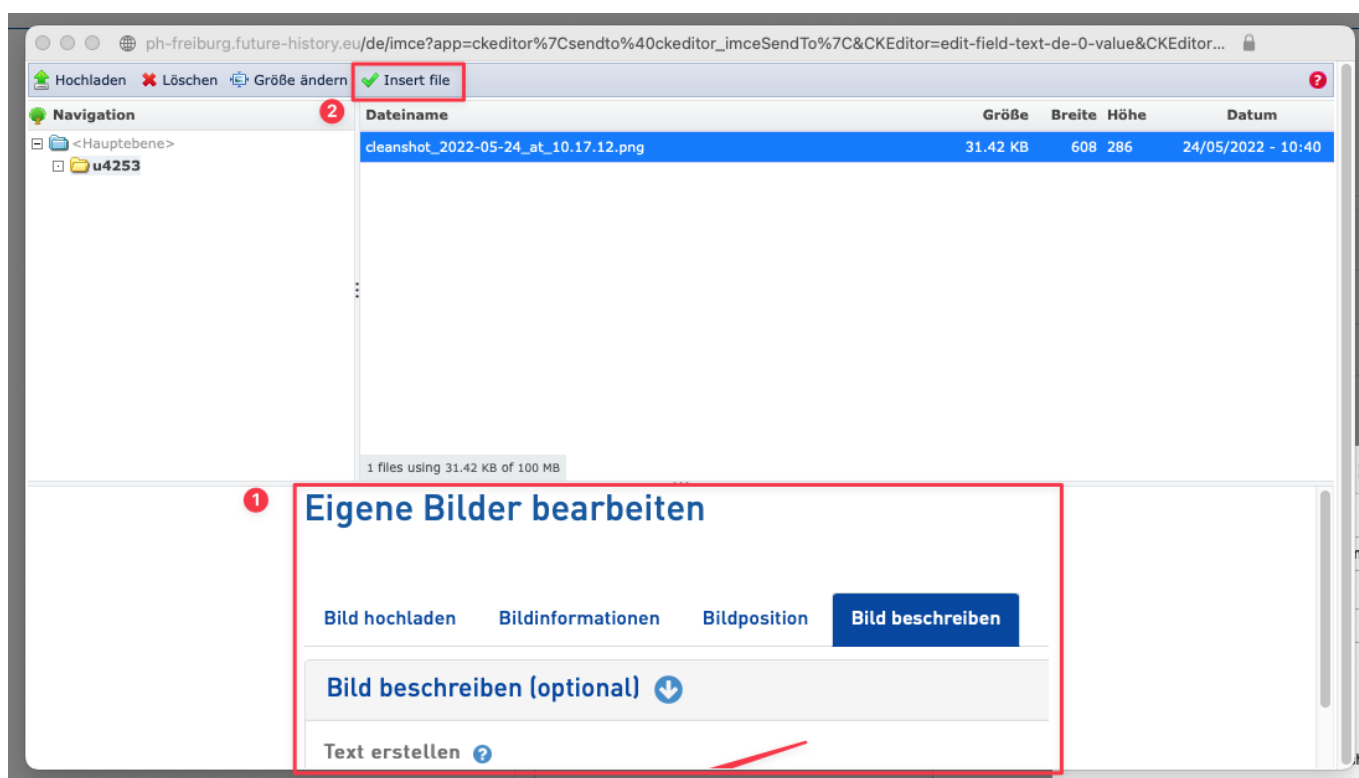 ph-freiburg.future-history.eu/de/imce?app=ckeditor%7Csendto%40ckeditor_imceSendTo%7C&CKEditor=edit-field-text-de-0-value&CKEditor...
Hochladen Löschen Größe ändern Insert file ?
Navigation 2 Dateiname Größe Breite Höhe Datum
<Hauptebene> cleanshot_2022-05-24_at_10.17.12.png 31.42 KB 608 286 24/05/2022 - 10:40
u4253
1 files using 31.42 KB of 100 MB
1 Eigene Bilder bearbeiten
Bild hochladen Bildinformationen Bildposition Bild beschreiben
Bild beschreiben (optional)
Text erstellen ?